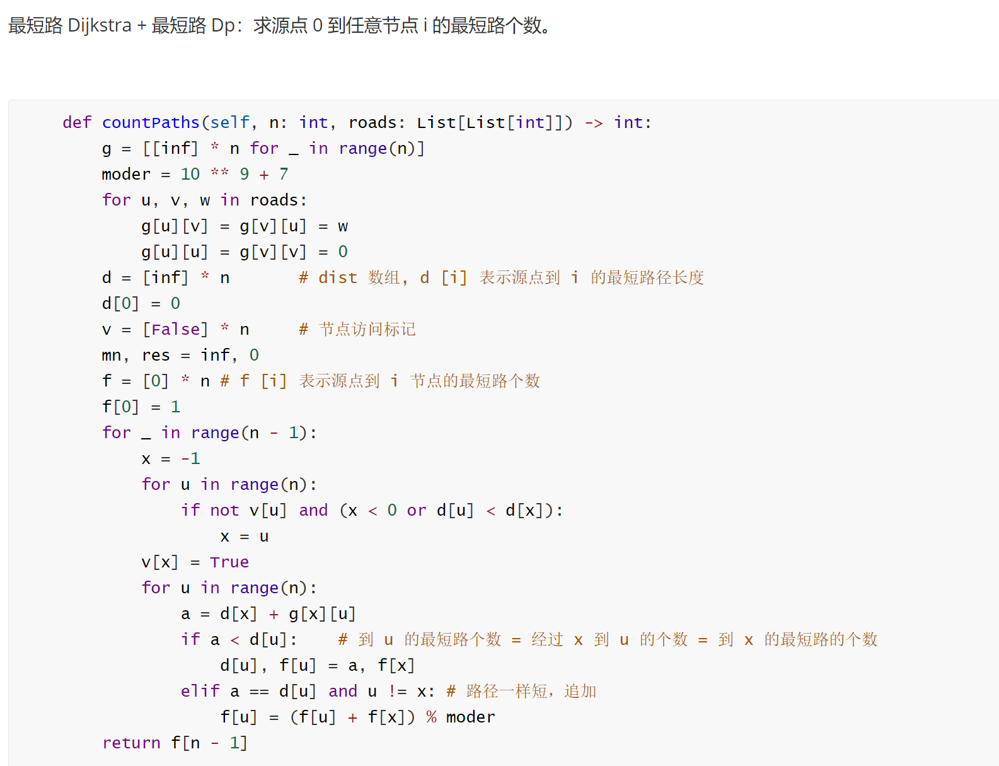 最短路 Dijkstra + 最短路 Dp：求源点 0 到任意节点 i 的最短路个数。
def countPaths(self, n: int, roads: List[List[int]]) -> int:
g = [[inf] * n for _ in range(n)]
moder = 10 ** 9 + 7
for u, v, w in roads:
g[u][v] = g[v][u] = w
g[u][u] = g[v][v] = 0
d = [inf] * n       # dist 数组, d [i] 表示源点到 i 的最短路径长度
d[0] = 0
v = [False] * n     # 节点访问标记
mn, res = inf, 0
f = [0] * n # f [i] 表示源点到 i 节点的最短路个数
f[0] = 1
for _ in range(n - 1):
x = -1
for u in range(n):
if not v[u] and (x < 0 or d[u] < d[x]):
x = u
v[x] = True
for u in range(n):
a = d[x] + g[x][u]
if a < d[u]:    # 到 u 的最短路个数 = 经过 x 到 u 的个数 = 到 x 的最短路的个数
d[u], f[u] = a, f[x]
elif a == d[u] and u != x: # 路径一样短，追加
f[u] = (f[u] + f[x]) % moder
return f[n - 1]